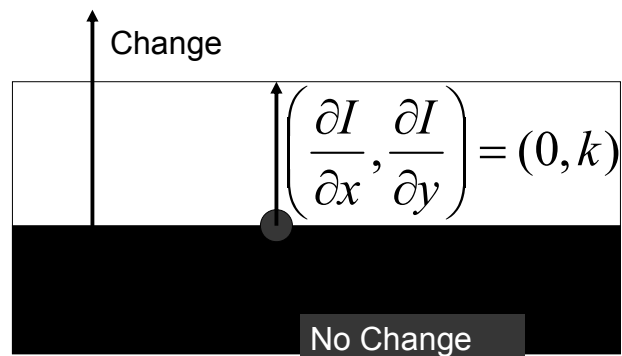 Change
(∂I/∂x, ∂I/∂y) = (0, k)
No Change